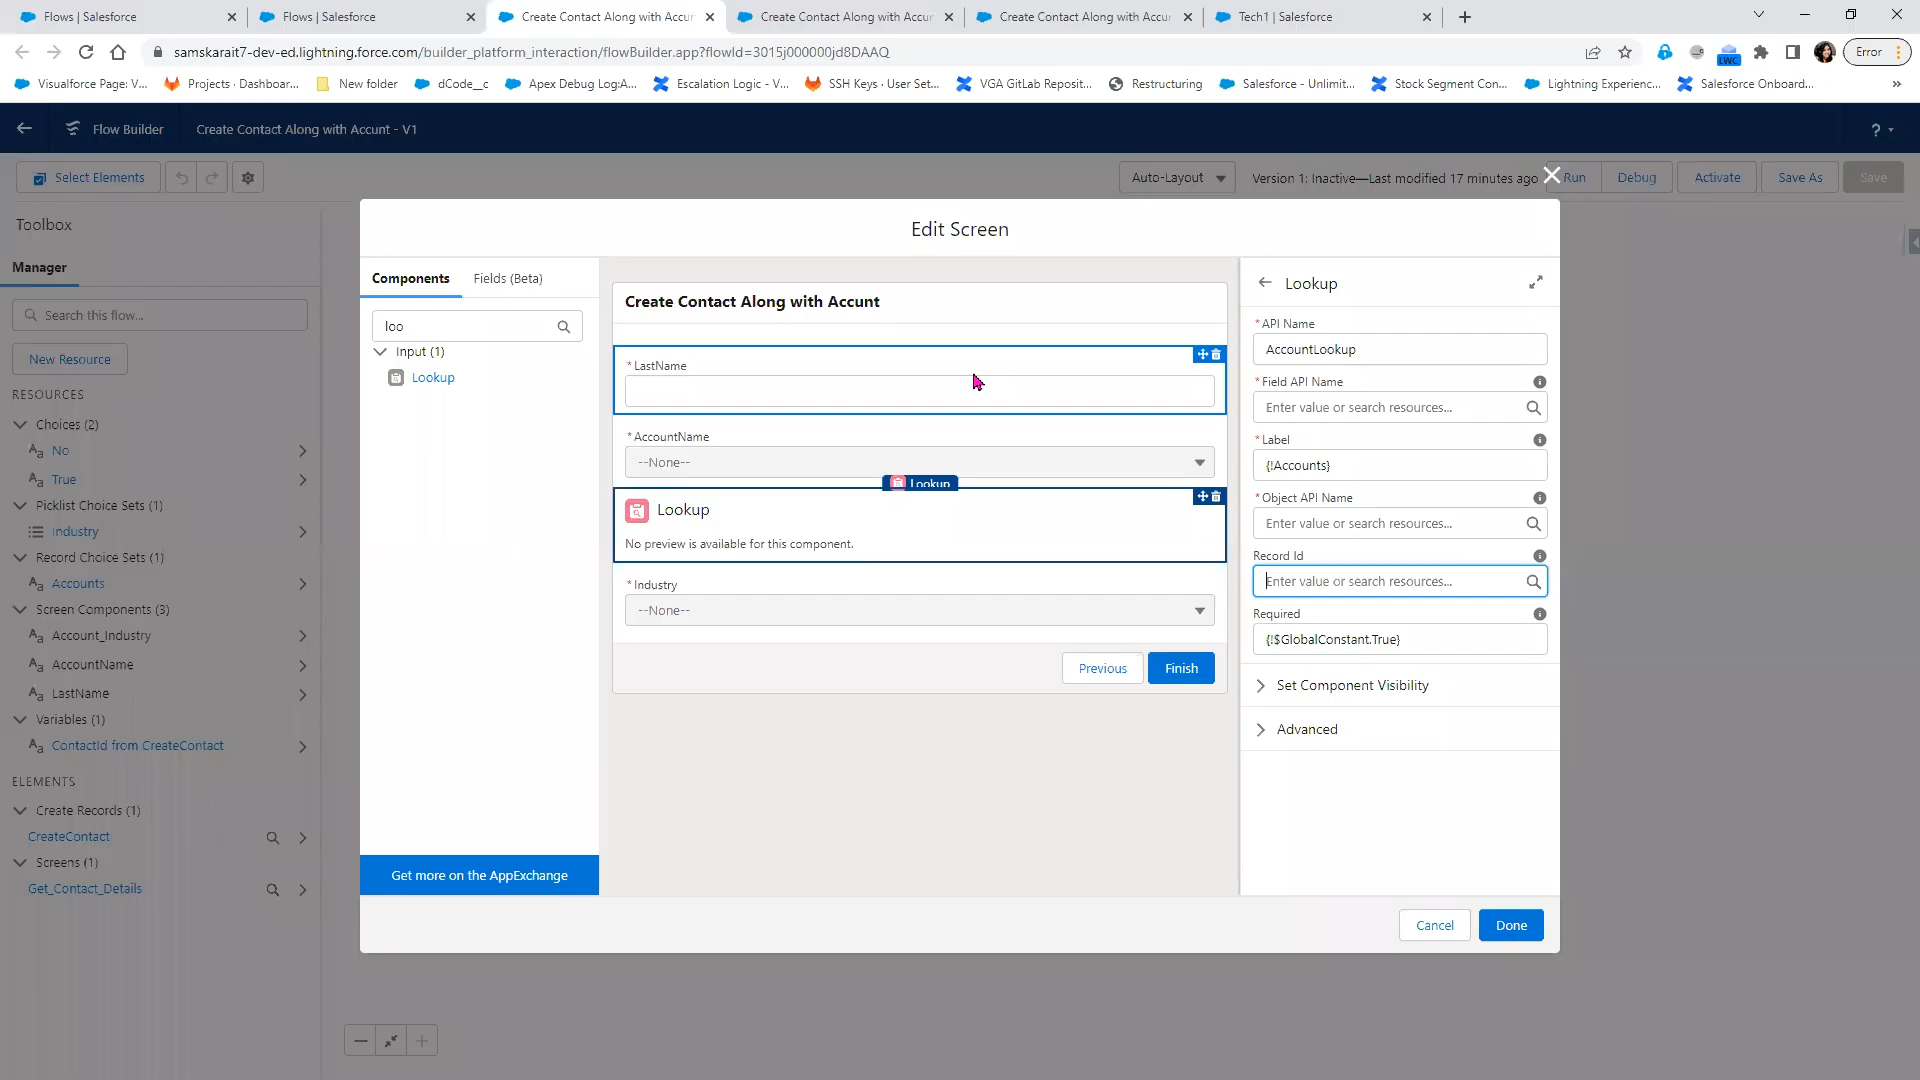 Flows | Salesforce
Flows | Salesforce
Create Contact Along with Accun
Create Contact Along with Accun
Create Contact Along with Accun
Tech1 | Salesforce
samskarait7-dev-ed.lightning.force.com/builder_platform_interaction/flowBuilder.app?flowId=3015j000000jd8DAAQ
LWC
Error
Visualforce Page: V...
Projects · Dashboar...
New folder
dCode__c
Apex Debug Log:A...
Escalation Logic - V...
SSH Keys · User Set...
VGA GitLab Reposit...
Restructuring
Salesforce - Unlimit...
Stock Segment Con...
Lightning Experienc...
Salesforce Onboard...
»
Flow Builder
Create Contact Along with Accunt - V1
?
Select Elements
Auto-Layout
Version 1: Inactive—Last modified 17 minutes ago
Run
Debug
Activate
Save As
Save
Toolbox
Manager
Search this flow...
New Resource
RESOURCES
Choices (2)
Aa No
Aa True
Picklist Choice Sets (1)
Industry
Record Choice Sets (1)
Aa Accounts
Screen Components (3)
Aa Account_Industry
Aa AccountName
Aa LastName
Variables (1)
Aa ContactId from CreateContact
ELEMENTS
Create Records (1)
CreateContact
Screens (1)
Get_Contact_Details
Edit Screen
Components
Fields (Beta)
loo
Input (1)
Lookup
Get more on the AppExchange
Create Contact Along with Accunt
* LastName
* AccountName
--None--
Lookup
Lookup
No preview is available for this component.
* Industry
--None--
Previous
Finish
Lookup
* API Name
AccountLookup
* Field API Name
Enter value or search resources...
* Label
{!Accounts}
* Object API Name
Enter value or search resources...
Record Id
Enter value or search resources...
Required
{!$GlobalConstant.True}
Set Component Visibility
Advanced
Cancel
Done